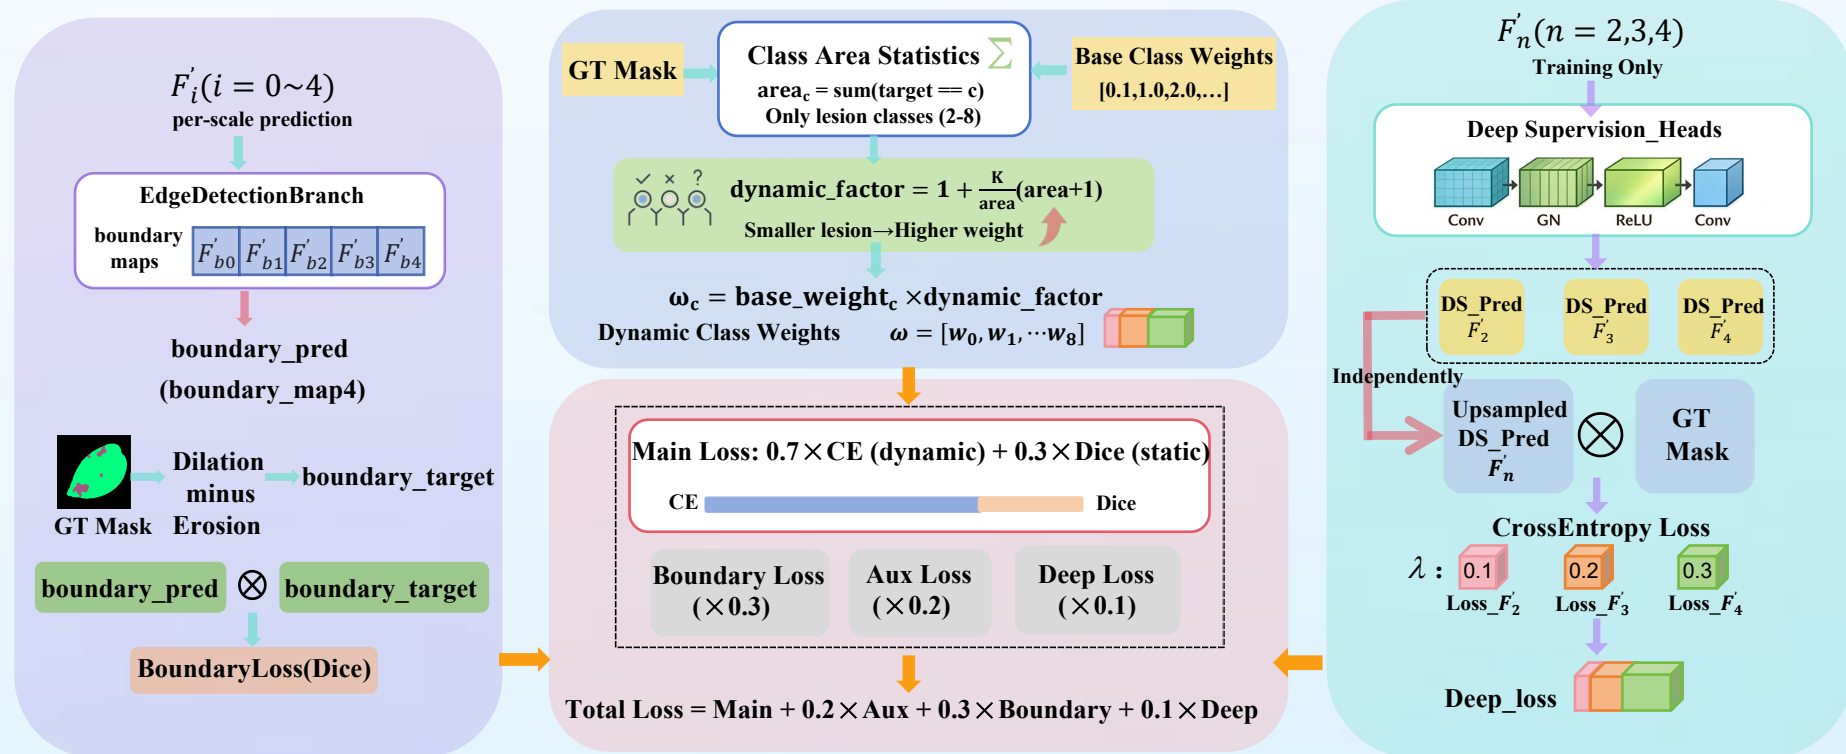 F'i(i = 0~4)
per-scale prediction
EdgeDetectionBranch
boundary
maps
F'b0 F'b1 F'b2 F'b3 F'b4
boundary_pred
(boundary_map4)
GT Mask
Dilation
minus
Erosion
boundary_target
boundary_pred ⊗ boundary_target
BoundaryLoss(Dice)
GT Mask
Class Area Statistics ∑
area_c = sum(target == c)
Only lesion classes (2-8)
Base Class Weights
[0.1,1.0,2.0,…]
✓ × ?
dynamic_factor = 1 + K/area (area+1)
Smaller lesion→Higher weight
ω_c = base_weight_c ×dynamic_factor
Dynamic Class Weights ω = [w0, w1, ⋯w8]
Main Loss: 0.7×CE (dynamic) + 0.3×Dice (static)
CE Dice
Boundary Loss
(×0.3)
Aux Loss
(×0.2)
Deep Loss
(×0.1)
Total Loss = Main + 0.2×Aux + 0.3×Boundary + 0.1×Deep
F'n(n = 2,3,4)
Training Only
Deep Supervision_Heads
Conv GN ReLU Conv
DS_Pred
F'2
DS_Pred
F'3
DS_Pred
F'4
Independently
Upsampled
DS_Pred
F'n
⊗
GT
Mask
CrossEntropy Loss
λ : 0.1 0.2 0.3
Loss_F'2 Loss_F'3 Loss_F'4
Deep_loss